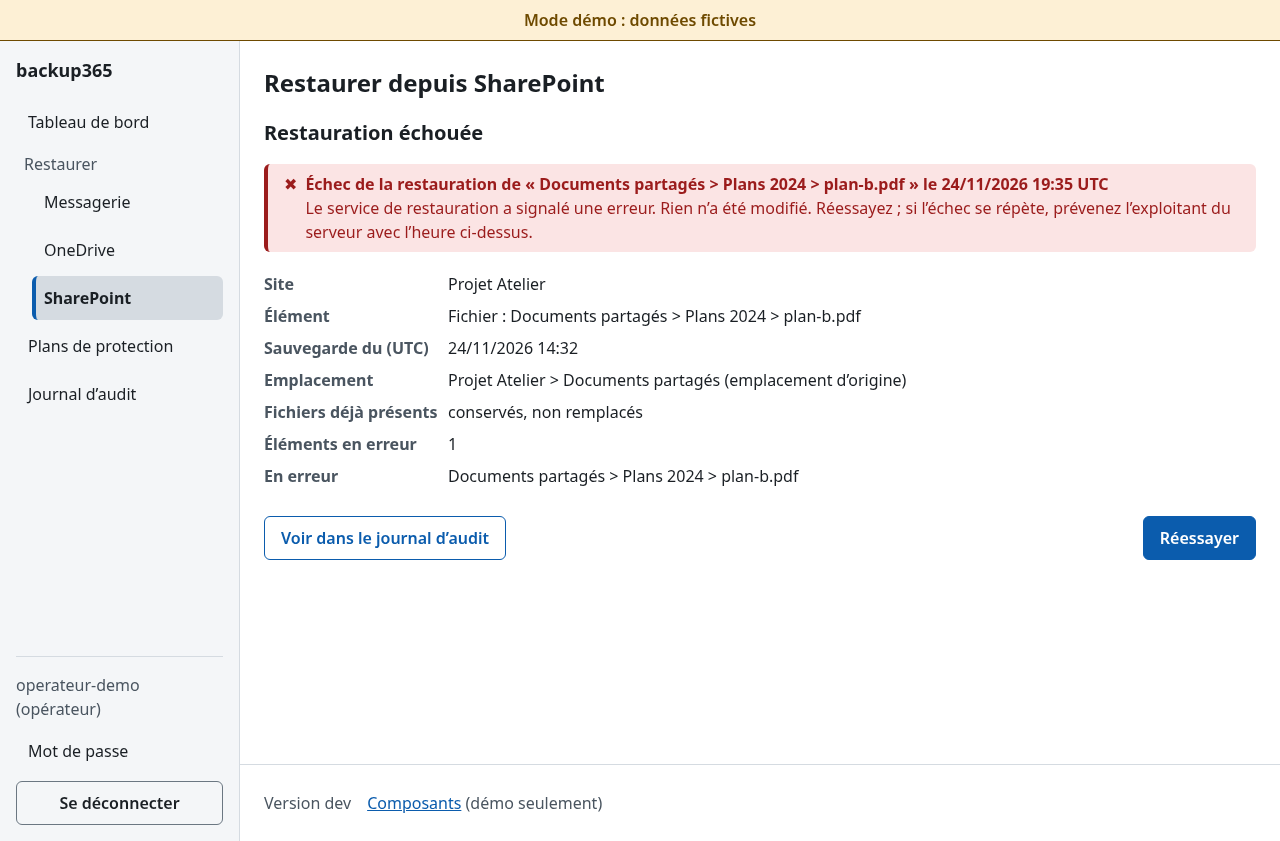 Mode démo : données fictives
backup365
Tableau de bord
Restaurer
Messagerie
OneDrive
SharePoint
Plans de protection
Journal d’audit
operateur-demo
(opérateur)
Mot de passe
Se déconnecter
Restaurer depuis SharePoint
Restauration échouée
✖ Échec de la restauration de « Documents partagés > Plans 2024 > plan-b.pdf » le 24/11/2026 19:35 UTC
Le service de restauration a signalé une erreur. Rien n’a été modifié. Réessayez ; si l’échec se répète, prévenez l’exploitant du
serveur avec l’heure ci-dessus.
Site Projet Atelier
Élément Fichier : Documents partagés > Plans 2024 > plan-b.pdf
Sauvegarde du (UTC) 24/11/2026 14:32
Emplacement Projet Atelier > Documents partagés (emplacement d’origine)
Fichiers déjà présents conservés, non remplacés
Éléments en erreur 1
En erreur Documents partagés > Plans 2024 > plan-b.pdf
Voir dans le journal d’audit Réessayer
Version dev Composants (démo seulement)